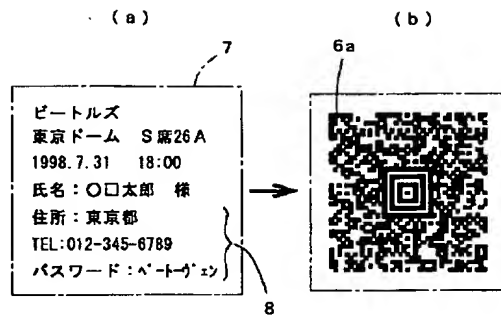 (a)
(b)
7
6a
ビートルズ
東京ドーム S席26A
1998.7.31 18:00
氏名:○□太郎 様
住所:東京都
TEL:012-345-6789
パスワード:ベートーヴェン
8